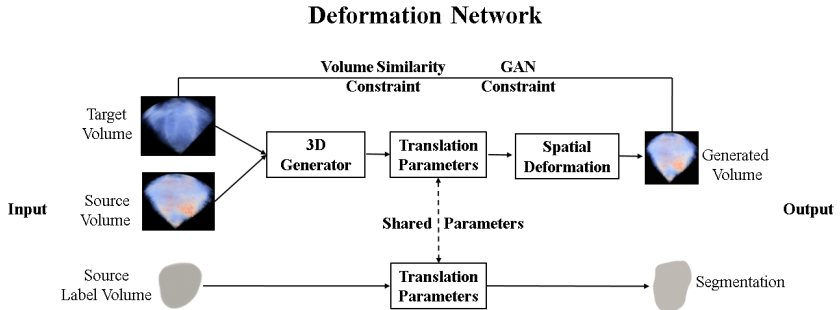 Deformation Network
Volume Similarity
Constraint
GAN
Constraint
Target
Volume
3D
Generator
Translation
Parameters
Spatial
Deformation
Generated
Volume
Source
Volume
Input
Output
Shared Parameters
Source
Label Volume
Translation
Parameters
Segmentation